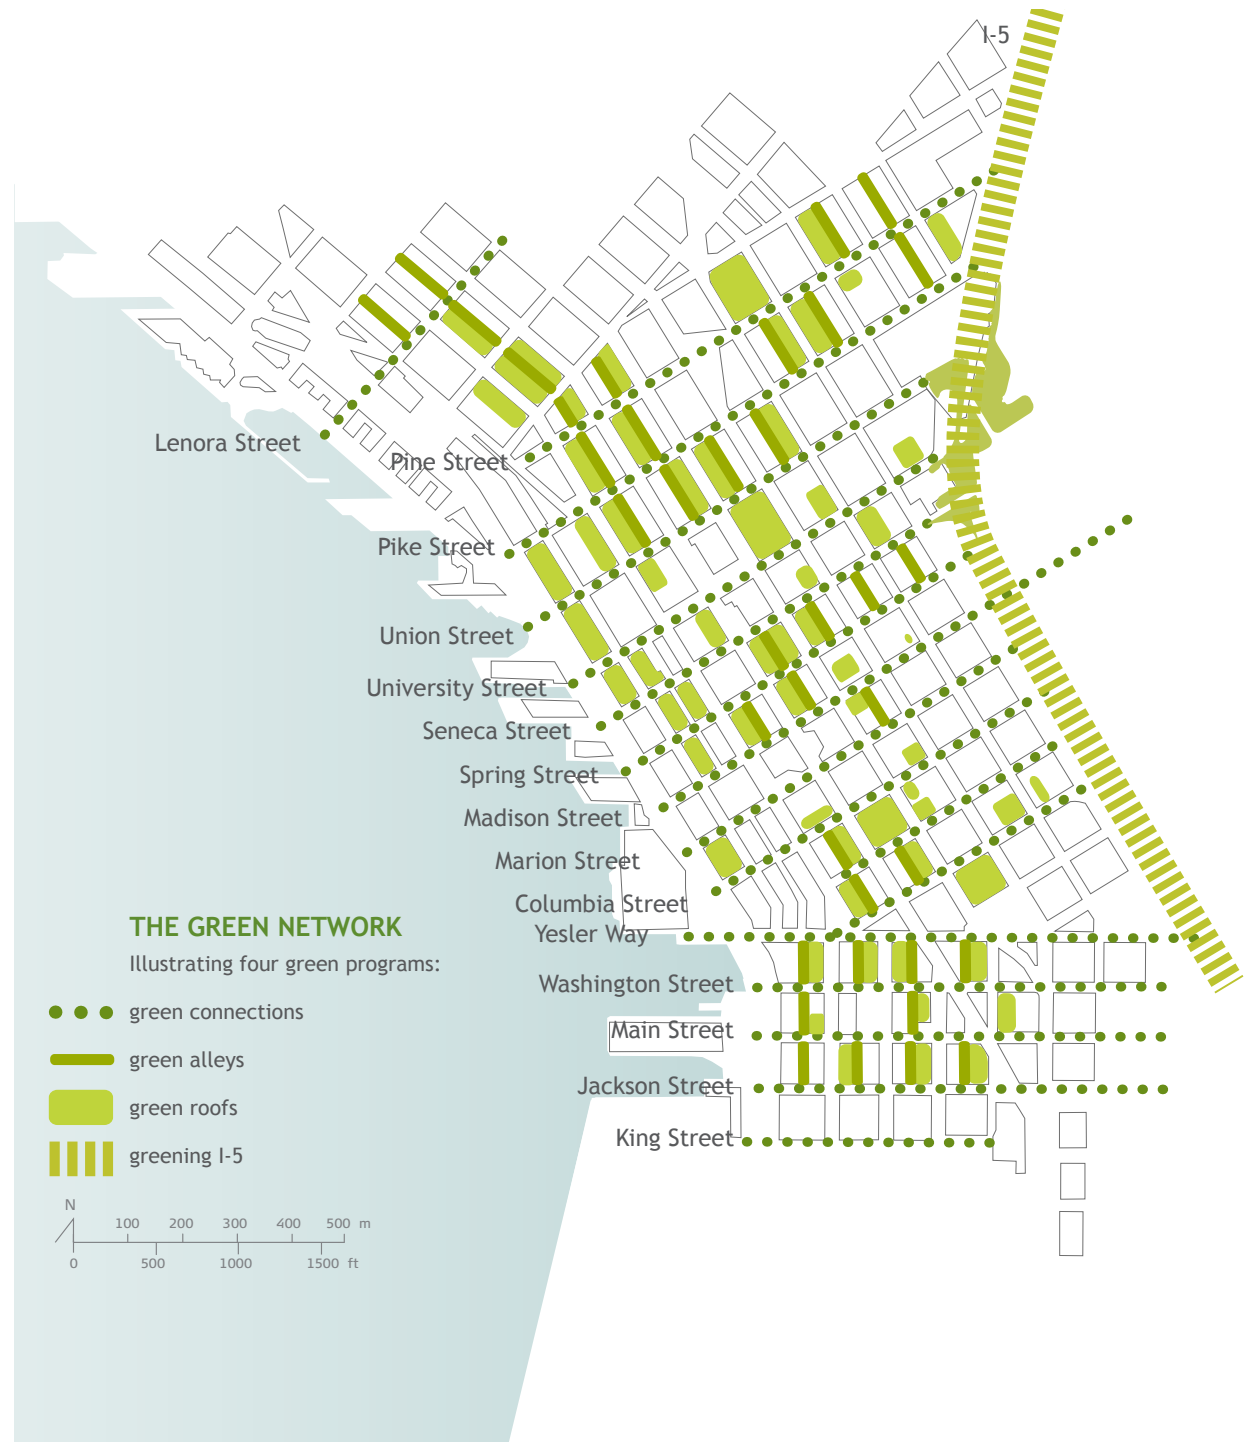 I-5
Lenora Street
Pine Street
Pike Street
Union Street
University Street
Seneca Street
Spring Street
Madison Street
Marion Street
Columbia Street
Yesler Way
Washington Street
Main Street
Jackson Street
King Street
THE GREEN NETWORK
Illustrating four green programs:
green connections
green alleys
green roofs
greening I-5
N
100 200 300 400 500 m
0 500 1000 1500 ft